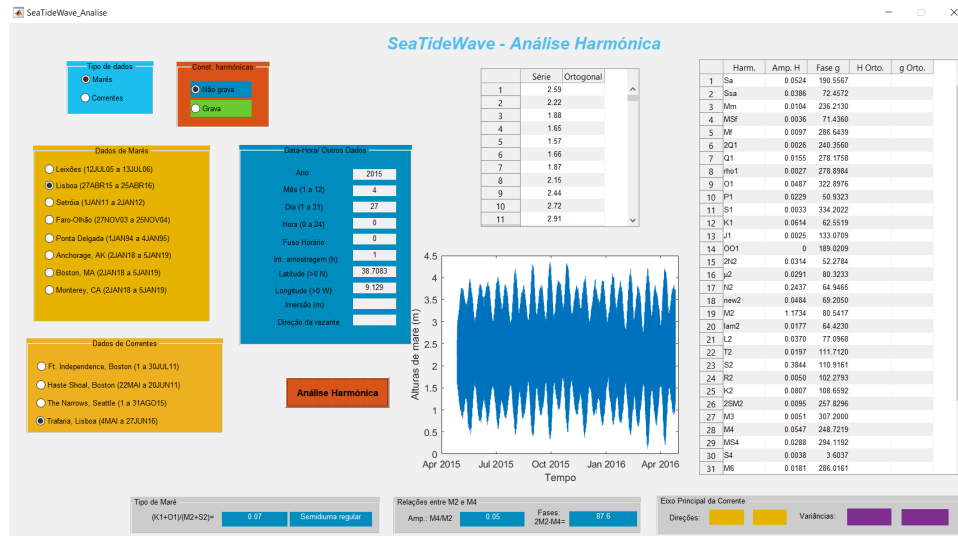 SeaTideWave_Analise
SeaTideWave - Análise Harmónica
Tipo de dados
Marés
Correntes
Const. harmónicas
Não grava
Grava
Dados de Marés
Leixões (12JUL05 a 13JUL06)
Lisboa (27ABR15 a 25ABR16)
Setróia (1JAN11 a 2JAN12)
Faro-Olhão (27NOV03 a 25NOV04)
Ponta Delgada (1JAN94 a 4JAN95)
Anchorage, AK (2JAN18 a 5JAN19)
Boston, MA (2JAN18 a 5JAN19)
Monterey, CA (2JAN18 a 5JAN19)
Data-Hora/ Outros Dados
Ano 2015
Mês (1 a 12) 4
Dia (1 a 31) 27
Hora (0 a 24) 0
Fuso Horário 0
Int. amostragem (h) 1
Latitude (>0 N) 38.7083
Longitude (>0 W) 9.129
Imersão (m)
Direção da vazante
Dados de Correntes
Ft. Independence, Boston (1 a 30JUL11)
Haste Shoal, Boston (22MAI a 20JUN11)
The Narrows, Seattle (1 a 31AGO15)
Trafaria, Lisboa (4MAI a 27JUN16)
Análise Harmónica
Série Ortogonal
1 2.59
2 2.22
3 1.88
4 1.65
5 1.57
6 1.66
7 1.87
8 2.15
9 2.44
10 2.72
11 2.91
Alturas de maré (m)
4.5
4
3.5
3
2.5
2
1.5
1
0.5
0
Apr 2015 Jul 2015 Oct 2015 Jan 2016 Apr 2016
Tempo
Harm. Amp. H Fase g H Orto. g Orto.
1 Sa 0.0524 190.5567
2 Ssa 0.0386 72.4572
3 Mm 0.0104 236.2130
4 MSf 0.0036 71.4360
5 Mf 0.0097 286.6439
6 2Q1 0.0026 240.3560
7 Q1 0.0155 278.1758
8 rho1 0.0027 278.8984
9 O1 0.0487 322.8976
10 P1 0.0229 50.9323
11 S1 0.0033 334.2022
12 K1 0.0614 62.5519
13 J1 0.0025 133.0709
14 OO1 0 189.0209
15 2N2 0.0314 52.2784
16 µ2 0.0291 80.3233
17 N2 0.2437 64.9465
18 new2 0.0484 69.2050
19 M2 1.1734 80.5417
20 lam2 0.0177 64.4230
21 L2 0.0370 77.0968
22 T2 0.0197 111.7120
23 S2 0.3844 110.9161
24 R2 0.0050 102.2793
25 K2 0.0807 108.6592
26 2SM2 0.0095 257.8296
27 M3 0.0051 307.2000
28 M4 0.0547 248.7219
29 MS4 0.0288 294.1192
30 S4 0.0038 3.6037
31 M6 0.0181 286.0161
Tipo de Maré
(K1+O1)/(M2+S2)= 0.07 Semidiurna regular
Relações entre M2 e M4
Amp.: M4/M2 0.05 Fases: 2M2-M4= 87.6
Eixo Principal da Corrente
Direções: Variâncias: